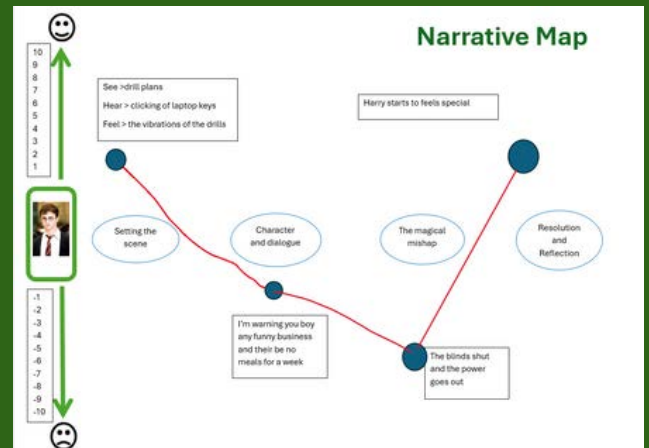 Narrative Map
10
9
8
7
6
5
4
3
2
1
See >drill plans
Hear > clicking of laptop keys
Feel > the vibrations of the drills
Harry starts to feels special
Setting the
scene
Character
and dialogue
The magical
mishap
Resolution
and
Reflection
-1
-2
-3
-4
-5
-6
-7
-8
-9
-10
I'm warning you boy
any funny business
and their be no
meals for a week
The blinds shut
and the power
goes out